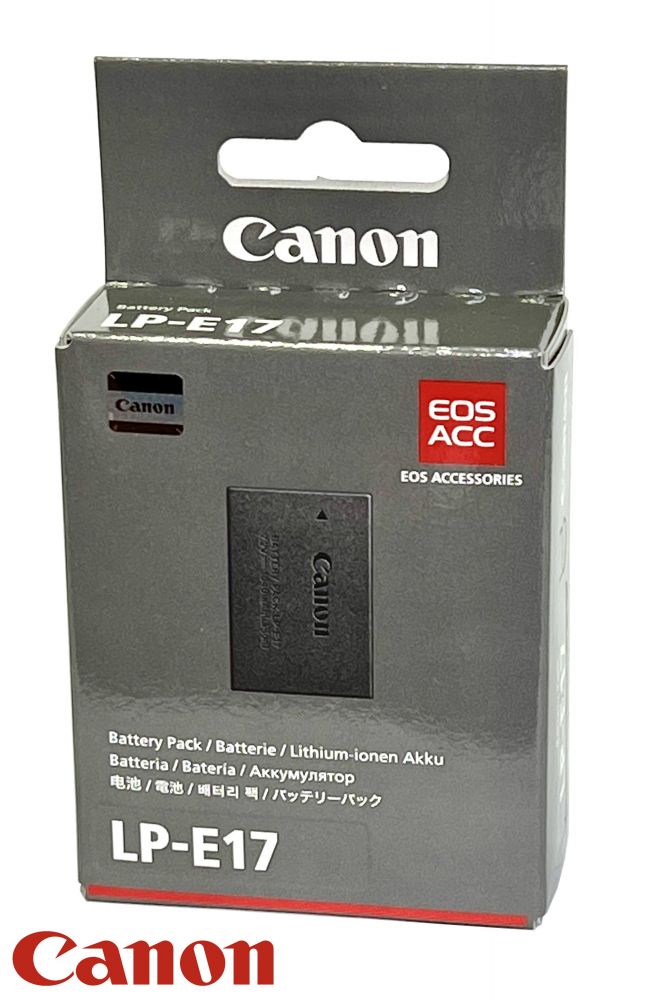 Canon
Battery Pack
LP-E17
Canon
EOS
ACC
EOS ACCESSORIES
Canon
Battery Pack / Batterie / Lithium-ionen Akku
Batteria / Bateria / Аккумулятор
电池 / 電池 / 배터리 팩 / バッテリーパック
LP-E17
Canon